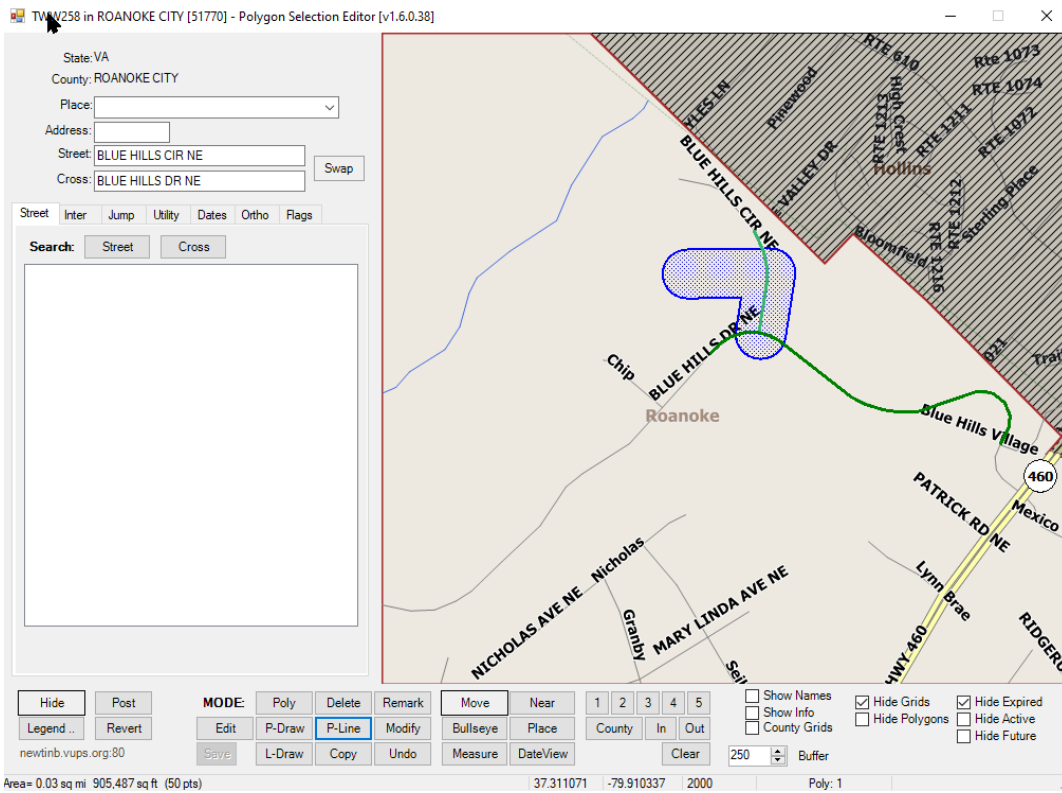 TWW258 in ROANOKE CITY [51770] - Polygon Selection Editor [v1.6.0.38]
State: VA
County: ROANOKE CITY
Place:
Address:
Street: BLUE HILLS CIR NE
Cross: BLUE HILLS DR NE
Swap
Street Inter Jump Utility Dates Ortho Flags
Search: Street Cross
RTE 610
Rte 1073
RTE 1074
Pinewood
High Crest
RTE 1213
RTE 1211
RTE 1072
YLES LN
BLUE HILLS CIR NE
E VALLEY DR
Hollins
RTE 1212
Sterling Place
RTE 1216
Bloomfield
BLUE HILLS DR NE
Chip
Roanoke
021
Trail
Blue Hills Village
460
PATRICK RD NE
Mexico
Nicholas
Lynn Brae
NICHOLAS AVE NE
Granby
MARY LINDA AVE NE
HWY 460
Hide Post MODE: Poly Delete Remark Move Near 1 2 3 4 5
Show Names
Show Info
County Grids
Hide Grids
Hide Polygons
Hide Expired
Hide Active
Hide Future
Legend .. Revert Edit P-Draw P-Line Modify Bullseye Place County In Out
newtinb.vups.org:80 Save L-Draw Copy Undo Measure DateView Clear 250 Buffer
Area= 0.03 sq mi 905,487 sq ft (50 pts) 37.311071 -79.910337 2000 Poly: 1